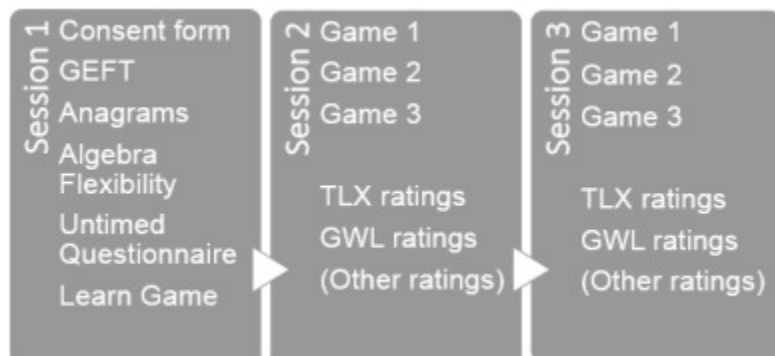 Session 1
Consent form
GEFT
Anagrams
Algebra
Flexibility
Untimed
Questionnaire
Learn Game
Session 2
Game 1
Game 2
Game 3
TLX ratings
GWL ratings
(Other ratings)
Session 3
Game 1
Game 2
Game 3
TLX ratings
GWL ratings
(Other ratings)